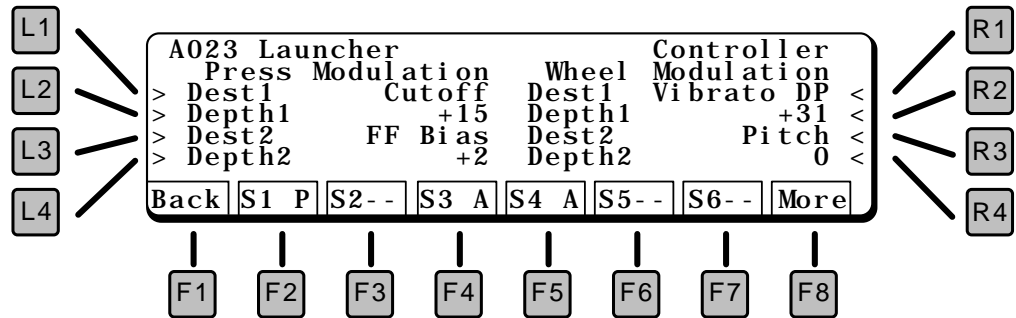 A023 Launcher Controller
Press Modulation Wheel Modulation
> Dest1 Cutoff Dest1 Vibrato DP <
> Depth1 +15 Depth1 +31 <
> Dest2 FF Bias Dest2 Pitch <
> Depth2 +2 Depth2 0 <
Back S1 P S2-- S3 A S4 A S5-- S6-- More
L1
L2
L3
L4
R1
R2
R3
R4
F1 F2 F3 F4 F5 F6 F7 F8